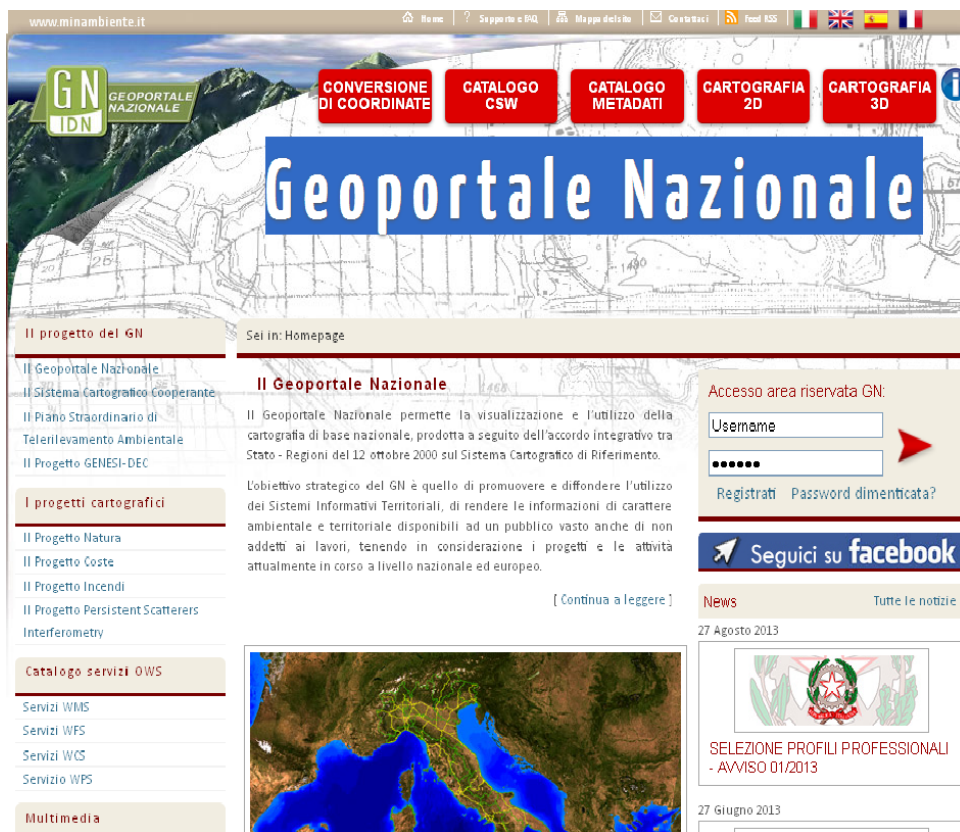 www.minambiente.it
Home
? Supporto e FAQ
Mappa del sito
Contattaci
Feed RSS
GN
IDN
GEOPORTALE
NAZIONALE
CONVERSIONE
DI COORDINATE
CATALOGO
CSW
CATALOGO
METADATI
CARTOGRAFIA
2D
CARTOGRAFIA
3D
i
Geoportale Nazionale
Il progetto del GN
Il Geoportale Nazionale
Il Sistema Cartografico Cooperante
Il Piano Straordinario di
Telerilevamento Ambientale
Il Progetto GENESI-DEC
I progetti cartografici
Il Progetto Natura
Il Progetto Coste
Il Progetto Incendi
Il Progetto Persistent Scatterers
Interferometry
Catalogo servizi OWS
Servizi WMS
Servizi WFS
Servizi WCS
Servizio WPS
Multimedia
Sei in: Homepage
Il Geoportale Nazionale
Il Geoportale Nazionale permette la visualizzazione e l'utilizzo della
cartografia di base nazionale, prodotta a seguito dell'accordo integrativo tra
Stato - Regioni del 12 ottobre 2000 sul Sistema Cartografico di Riferimento.
L'obiettivo strategico del GN è quello di promuovere e diffondere l'utilizzo
dei Sistemi Informativi Territoriali, di rendere le informazioni di carattere
ambientale e territoriale disponibili ad un pubblico vasto anche di non
addetti ai lavori, tenendo in considerazione i progetti e le attività
attualmente in corso a livello nazionale ed europeo.
[ Continua a leggere ]
Accesso area riservata GN:
Username
••••••
Registrati Password dimenticata?
Seguici su facebook
News Tutte le notizie
27 Agosto 2013
SELEZIONE PROFILI PROFESSIONALI
- AVVISO 01/2013
27 Giugno 2013